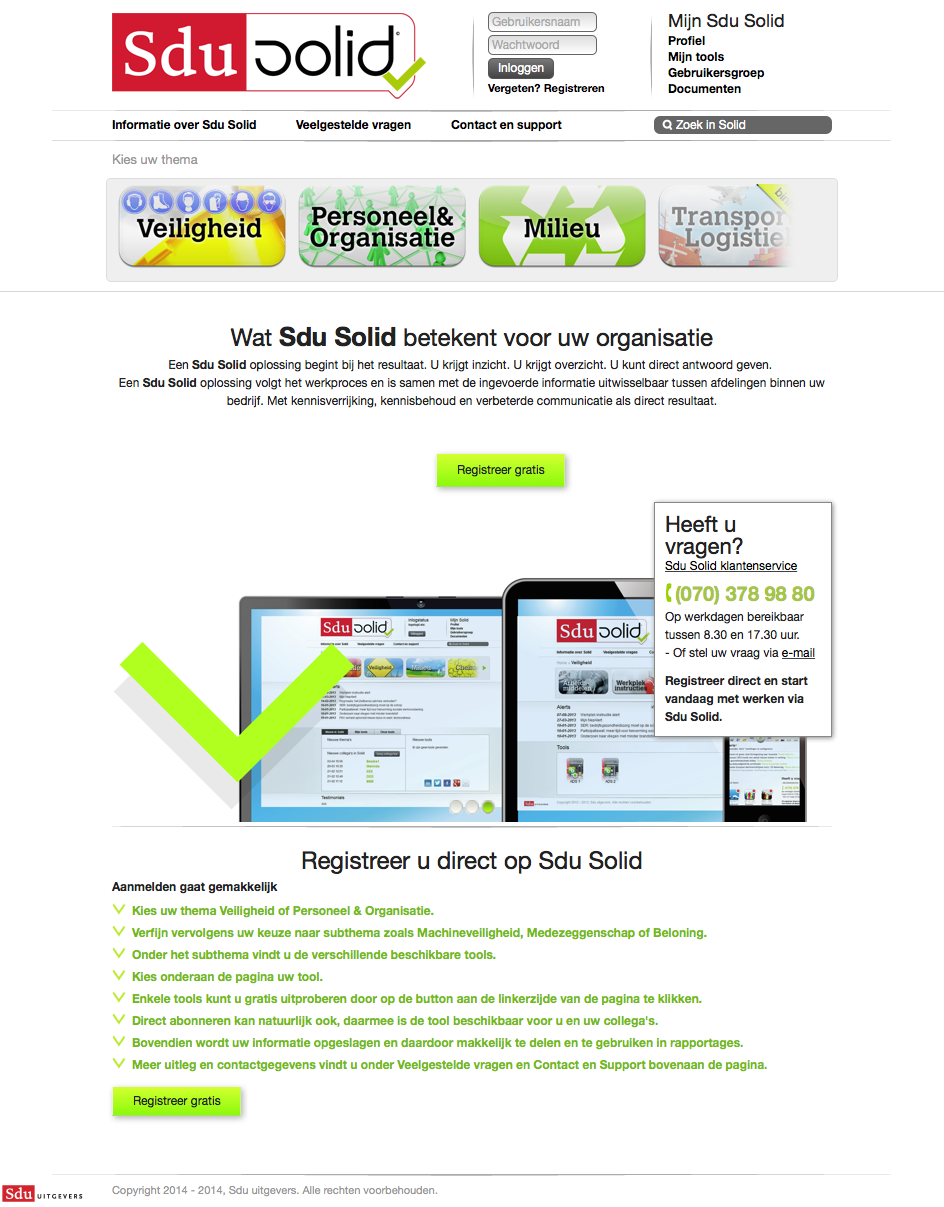 Sdu solid
Gebruikersnaam
Wachtwoord
Inloggen
Vergeten? Registreren
Mijn Sdu Solid
Profiel
Mijn tools
Gebruikersgroep
Documenten
Informatie over Sdu Solid
Veelgestelde vragen
Contact en support
Zoek in Solid
Kies uw thema
Veiligheid
Personeel&
Organisatie
Milieu
Wat Sdu Solid betekent voor uw organisatie
Een Sdu Solid oplossing begint bij het resultaat. U krijgt inzicht. U krijgt overzicht. U kunt direct antwoord geven.
Een Sdu Solid oplossing volgt het werkproces en is samen met de ingevoerde informatie uitwisselbaar tussen afdelingen binnen uw
bedrijf. Met kennisverrijking, kennisbehoud en verbeterde communicatie als direct resultaat.
Registreer gratis
Heeft u
vragen?
Sdu Solid klantenservice
(070) 378 98 80
Op werkdagen bereikbaar
tussen 8.30 en 17.30 uur.
- Of stel uw vraag via e-mail
Registreer direct en start
vandaag met werken via
Sdu Solid.
Sdu solid
Mijn Solid
Veiligheid
Testimonials
Sdu solid
Home > Veiligheid
Alerts
Tools
Registreer u direct op Sdu Solid
Aanmelden gaat gemakkelijk
Kies uw thema Veiligheid of Personeel & Organisatie.
Verfijn vervolgens uw keuze naar subthema zoals Machineveiligheid, Medezeggenschap of Beloning.
Onder het subthema vindt u de verschillende beschikbare tools.
Kies onderaan de pagina uw tool.
Enkele tools kunt u gratis uitproberen door op de button aan de linkerzijde van de pagina te klikken.
Direct abonneren kan natuurlijk ook, daarmee is de tool beschikbaar voor u en uw collega's.
Bovendien wordt uw informatie opgeslagen en daardoor makkelijk te delen en te gebruiken in rapportages.
Meer uitleg en contactgegevens vindt u onder Veelgestelde vragen en Contact en Support bovenaan de pagina.
Registreer gratis
Sdu UITGEVERS
Copyright 2014 - 2014, Sdu uitgevers. Alle rechten voorbehouden.